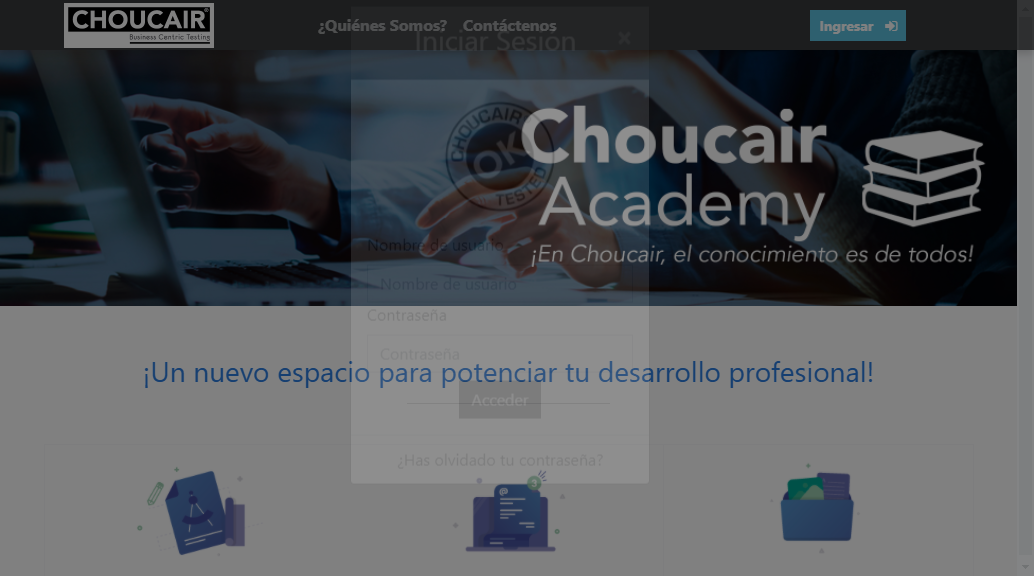 CHOUCAIR®
Business Centric Testing
¿Quiénes Somos? Contáctenos
Ingresar
Iniciar Sesión ×
CHOUCAIR
OK
TESTED
Choucair
Academy
¡En Choucair, el conocimiento es de todos!
Nombre de usuario
Nombre de usuario
Contraseña
Contraseña
¡Un nuevo espacio para potenciar tu desarrollo profesional!
Acceder
¿Has olvidado tu contraseña?
3